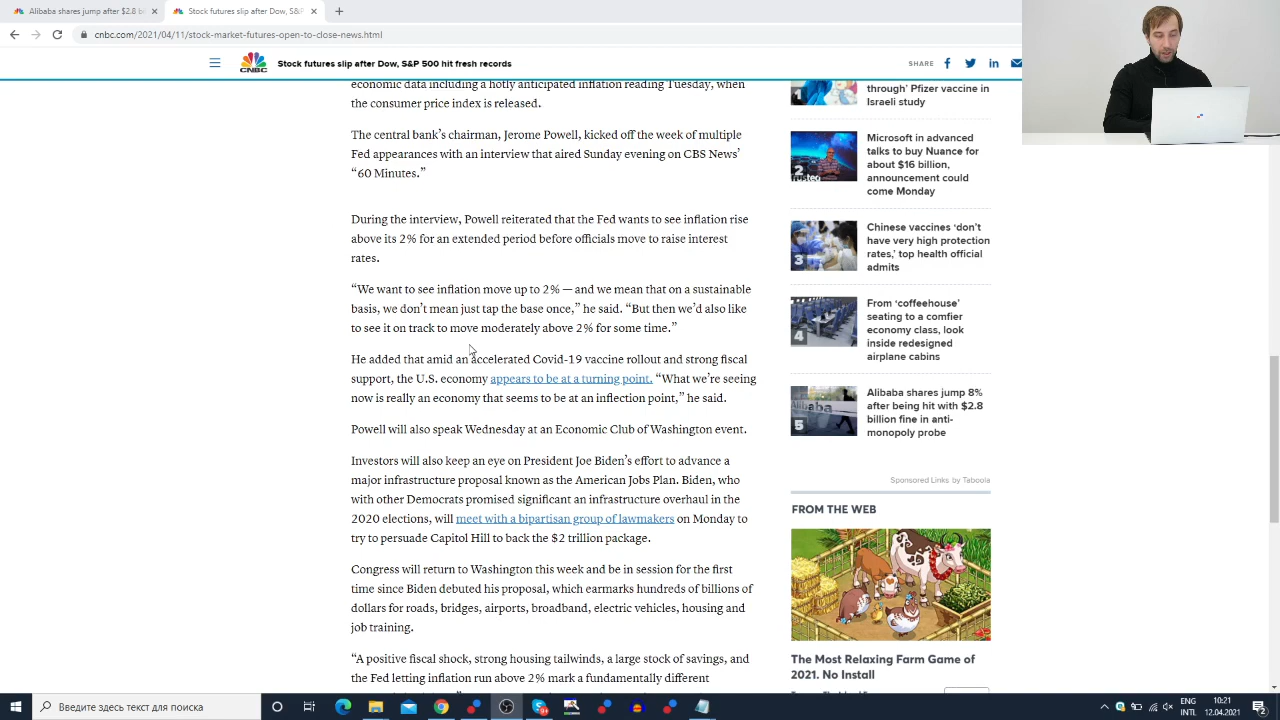 Alibaba shares jump after $2.8 b
Stock futures slip after Dow, S&P
cnbc.com/2021/04/11/stock-market-futures-open-to-close-news.html
CNBC
Stock futures slip after Dow, S&P 500 hit fresh records
SHARE
economic data including a hotly anticipated inflation reading Tuesday, when
the consumer price index is released.
The central bank’s chairman, Jerome Powell, kicked off the week of multiple
Fed appearances with an interview that aired Sunday evening on CBS News’
“60 Minutes.”
During the interview, Powell reiterated that the Fed wants to see inflation rise
above its 2% for an extended period before officials move to raise interest
rates.
“We want to see inflation move up to 2% — and we mean that on a sustainable
basis, we don’t mean just tap the base once,” he said. “But then we’d also like
to see it on track to move moderately above 2% for some time.”
He added that amid an accelerated Covid-19 vaccine rollout and strong fiscal
support, the U.S. economy appears to be at a turning point. “What we’re seeing
now is really an economy that seems to be at an inflection point,” he said.
Powell will also speak Wednesday at an Economic Club of Washington event.
Investors will also keep an eye on President Joe Biden’s effort to advance a
major infrastructure proposal known as the American Jobs Plan. Biden, who
with other Democrats promised significant an infrastructure overhaul in the
2020 elections, will meet with a bipartisan group of lawmakers on Monday to
try to persuade Capitol Hill to back the $2 trillion package.
Congress will return to Washington this week and be in session for the first
time since Biden debuted his proposal, which earmarks hundreds of billions of
dollars for roads, bridges, airports, broadband, electric vehicles, housing and
job training.
“A positive fiscal shock, strong housing tailwinds, a large stock of savings, and
the Fed letting inflation run above 2% mark a fundamentally different
1
through’ Pfizer vaccine in
Israeli study
2
Microsoft in advanced
talks to buy Nuance for
about $16 billion,
announcement could
come Monday
3
Chinese vaccines ‘don’t
have very high protection
rates,’ top health official
admits
4
From ‘coffeehouse’
seating to a comfier
economy class, look
inside redesigned
airplane cabins
5
Alibaba shares jump 8%
after being hit with $2.8
billion fine in anti-
monopoly probe
Sponsored Links by Taboola
FROM THE WEB
The Most Relaxing Farm Game of
2021. No Install
Введите здесь текст для поиска
ENG
INTL
10:21
12.04.2021
2